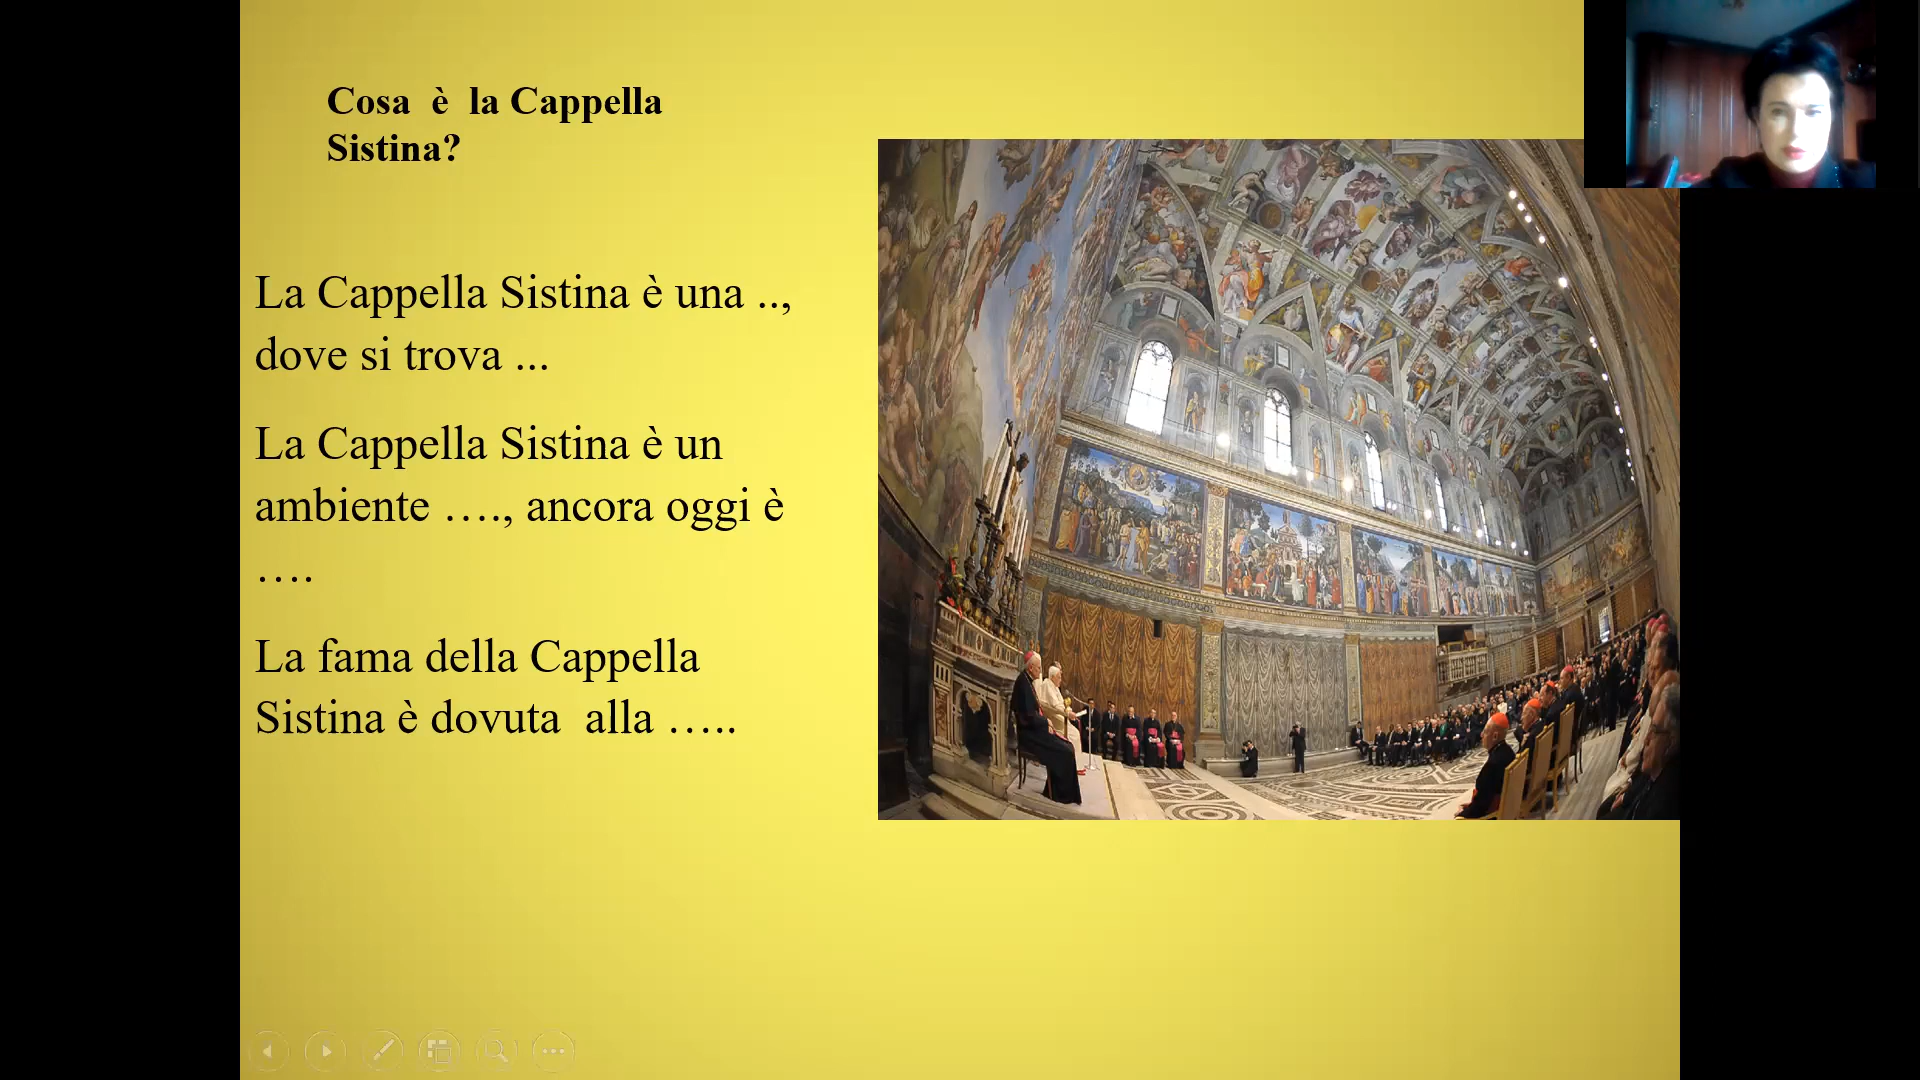 Cosa è la Cappella
Sistina?
La Cappella Sistina è una ..,
dove si trova ...
La Cappella Sistina è un
ambiente …., ancora oggi è
….
La fama della Cappella
Sistina è dovuta alla …..